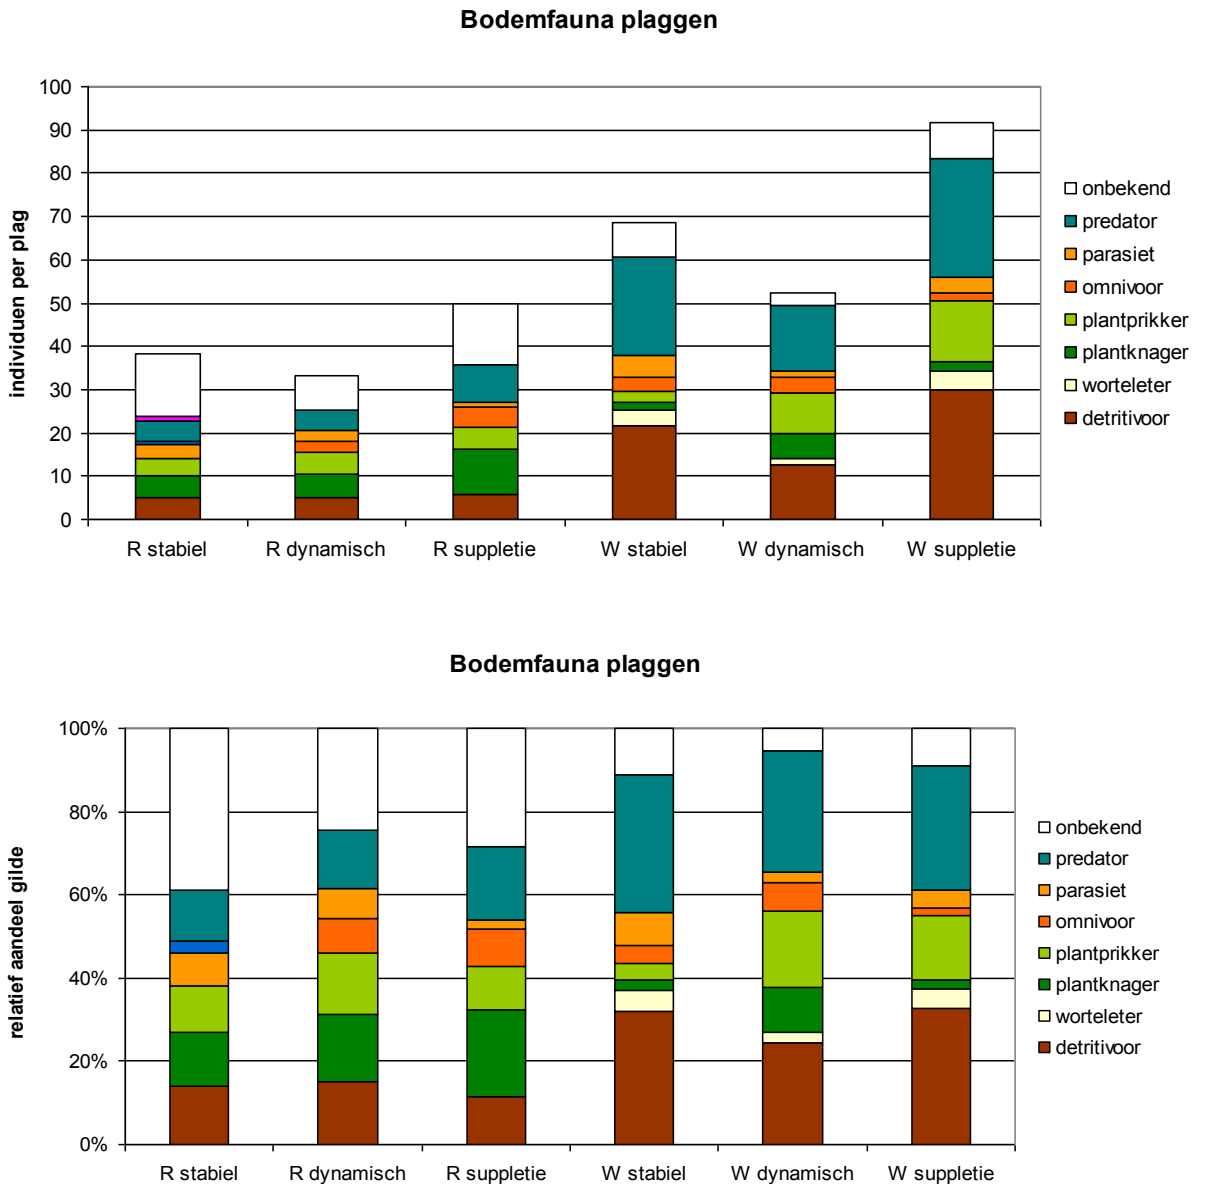 Bodemfauna plaggen
individuen per plag
100
90
80
70
60
50
40
30
20
10
0
R stabiel R dynamisch R suppletie W stabiel W dynamisch W suppletie
onbekend
predator
parasiet
omnivoor
plantprikker
plantknager
worteleter
detritivoor
Bodemfauna plaggen
relatief aandeel gilde
100%
80%
60%
40%
20%
0%
R stabiel R dynamisch R suppletie W stabiel W dynamisch W suppletie
onbekend
predator
parasiet
omnivoor
plantprikker
plantknager
worteleter
detritivoor